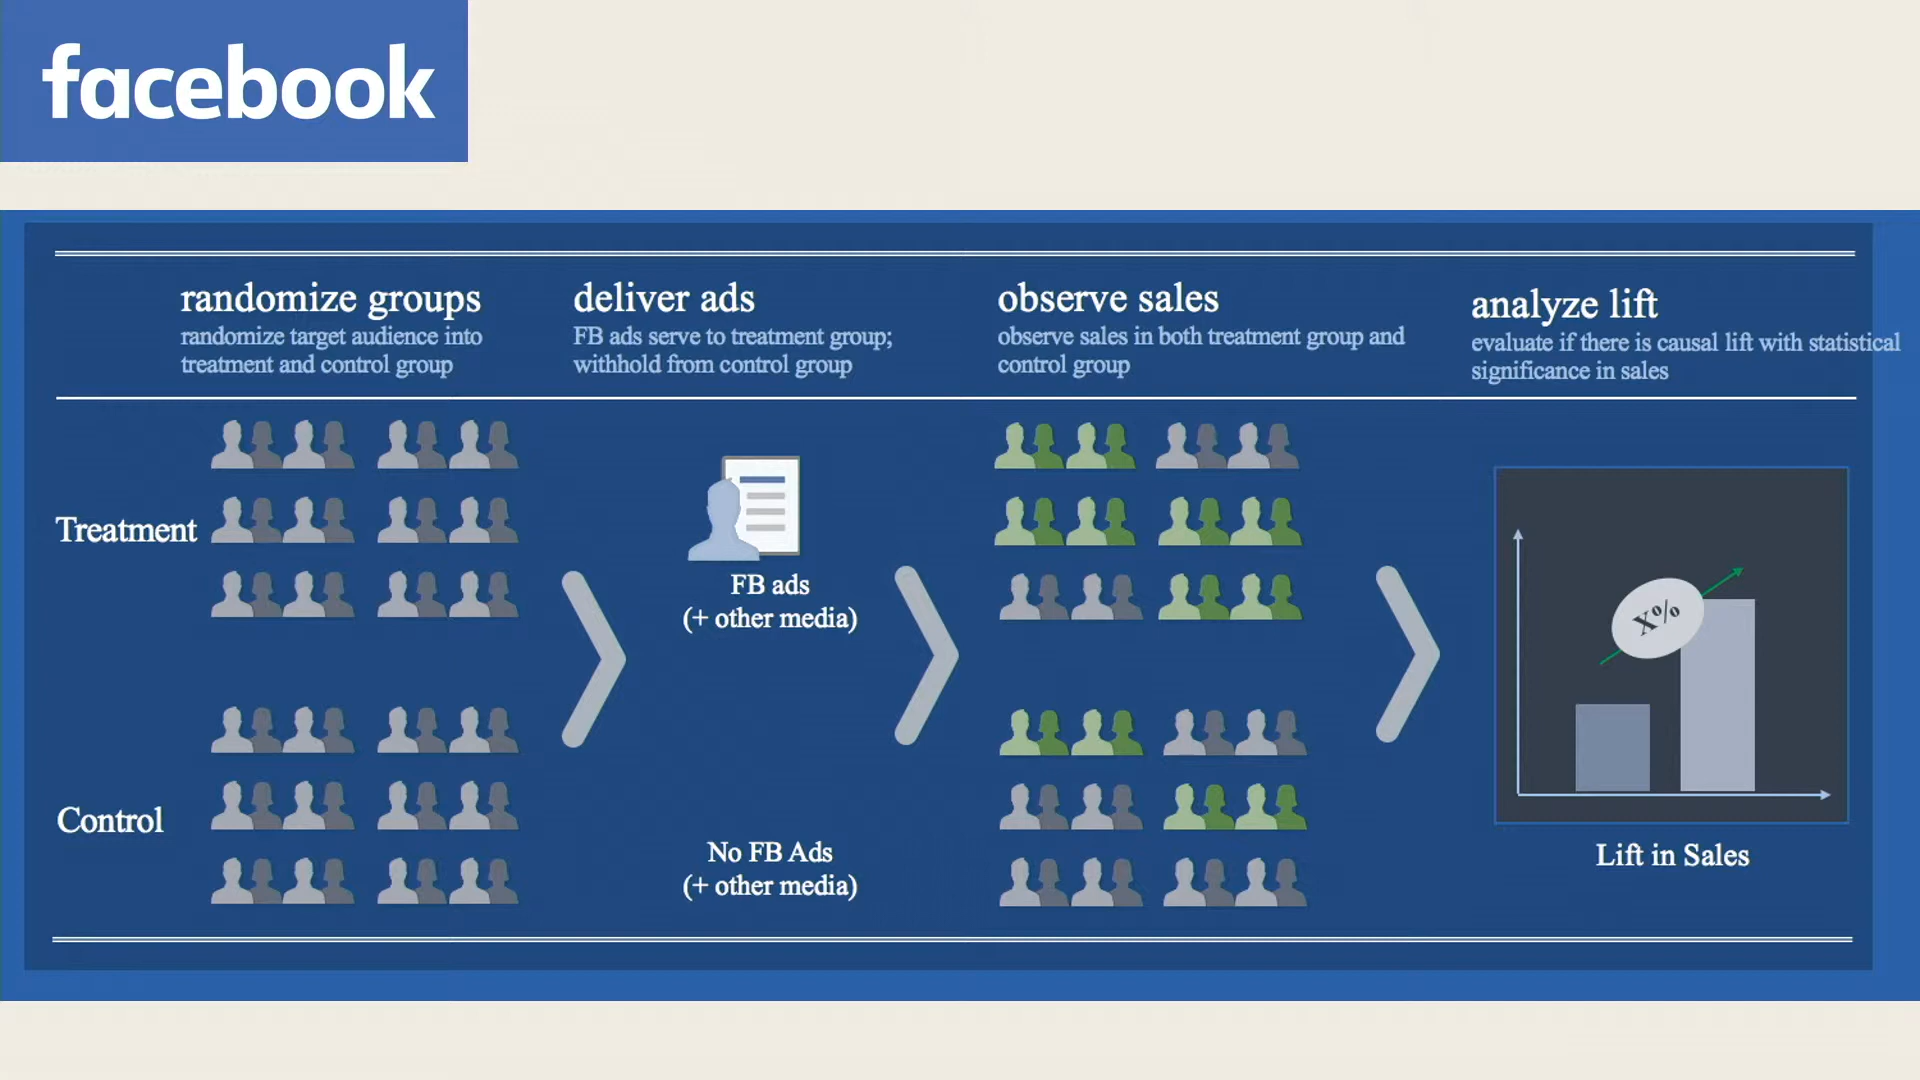 facebook
randomize groups
randomize target audience into
treatment and control group
deliver ads
FB ads serve to treatment group;
withhold from control group
observe sales
observe sales in both treatment group and
control group
analyze lift
evaluate if there is causal lift with statistical
significance in sales
Treatment
FB ads
(+ other media)
X%
Control
No FB Ads
(+ other media)
Lift in Sales